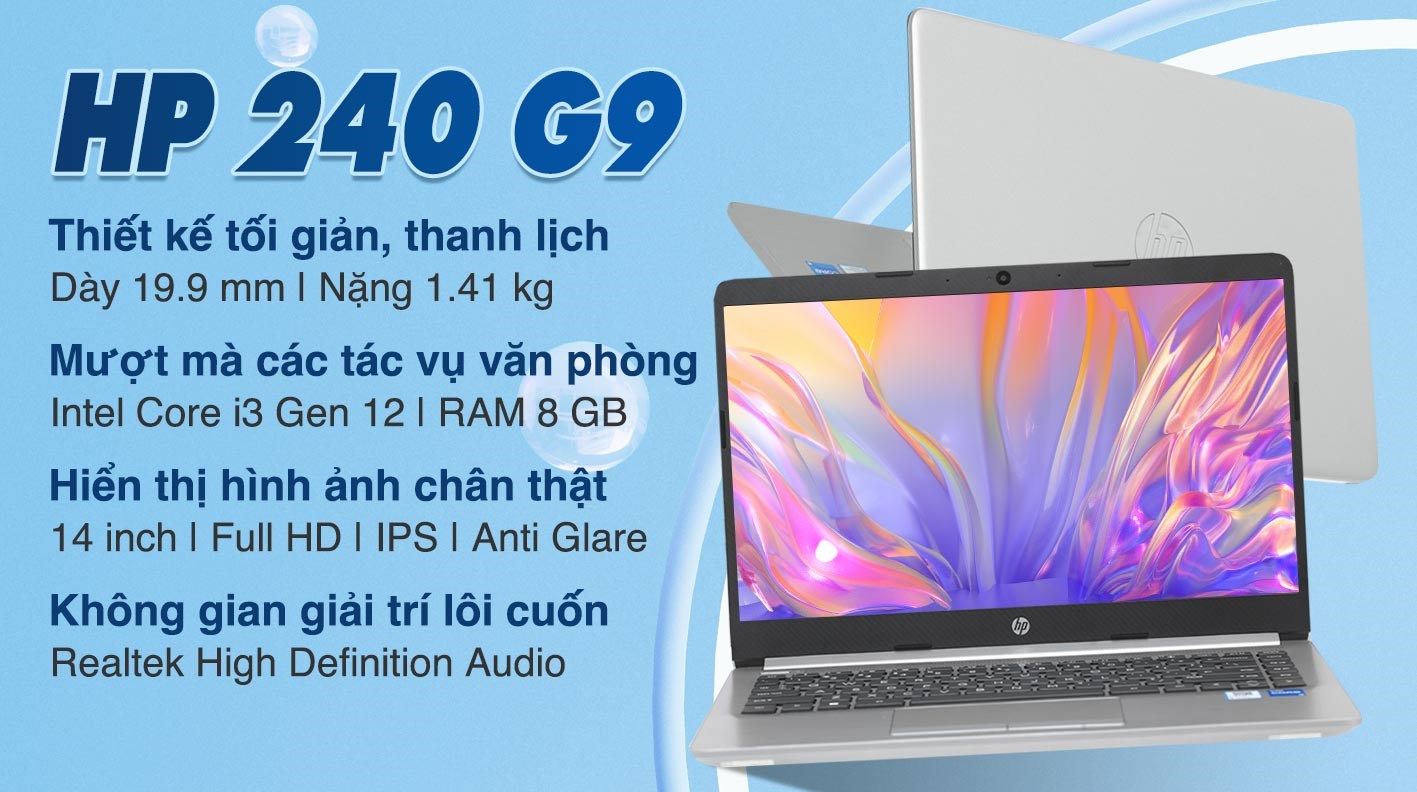 HP 240 G9
Thiết kế tối giản, thanh lịch
Dày 19.9 mm | Nặng 1.41 kg
Mượt mà các tác vụ văn phòng
Intel Core i3 Gen 12 | RAM 8 GB
Hiển thị hình ảnh chân thật
14 inch | Full HD | IPS | Anti Glare
Không gian giải trí lôi cuốn
Realtek High Definition Audio
hp
hp